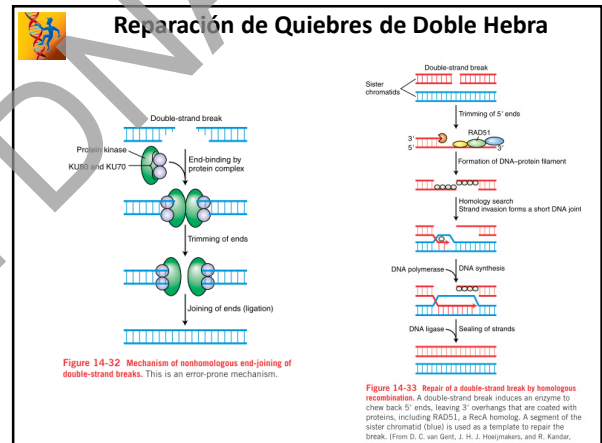 Reparación de Quiebres de Doble Hebra
DNA
Double-strand break
Protein kinase
KU80 and KU70
End-binding by
protein complex
Trimming of ends
Joining of ends (ligation)
Figure 14-32 Mechanism of nonhomologous end-joining of
double-strand breaks. This is an error-prone mechanism.
Double-strand break
Sister
chromatids
Trimming of 5' ends
RAD51
3'
5'
3'
Formation of DNA–protein filament
Homology search
Strand invasion forms a short DNA joint
DNA polymerase
DNA synthesis
DNA ligase
Sealing of strands
Figure 14-33 Repair of a double-strand break by homologous
recombination. A double-strand break induces an enzyme to
chew back 5' ends, leaving 3' overhangs that are coated with
proteins, including RAD51, a RecA homolog. A segment of the
sister chromatid (blue) is used as a template to repair the
break. [From D. C. van Gent, J. H. J. Hoeijmakers, and R. Kandar,